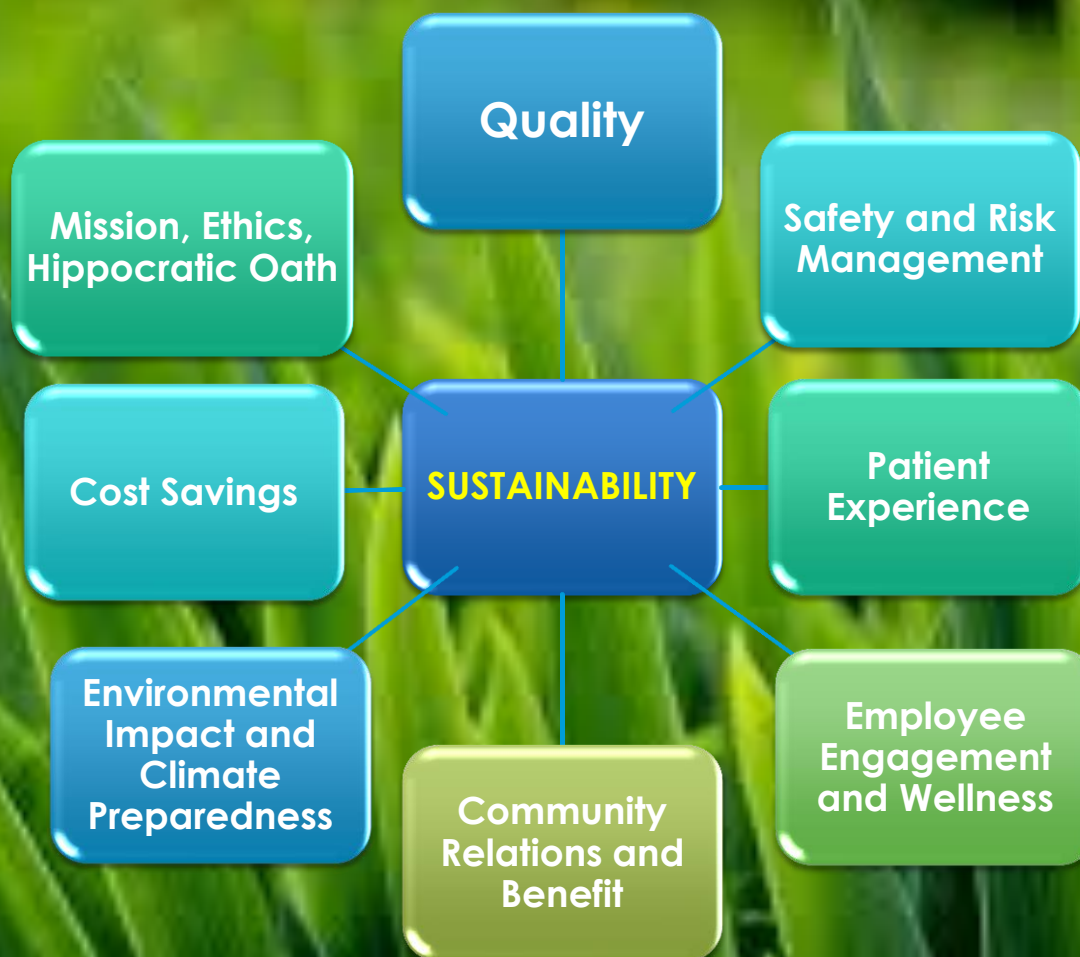 Quality
Safety and Risk
Management
Patient
Experience
Employee
Engagement
and Wellness
Community
Relations and
Benefit
Environmental
Impact and
Climate
Preparedness
Cost Savings
Mission, Ethics,
Hippocratic Oath
SUSTAINABILITY